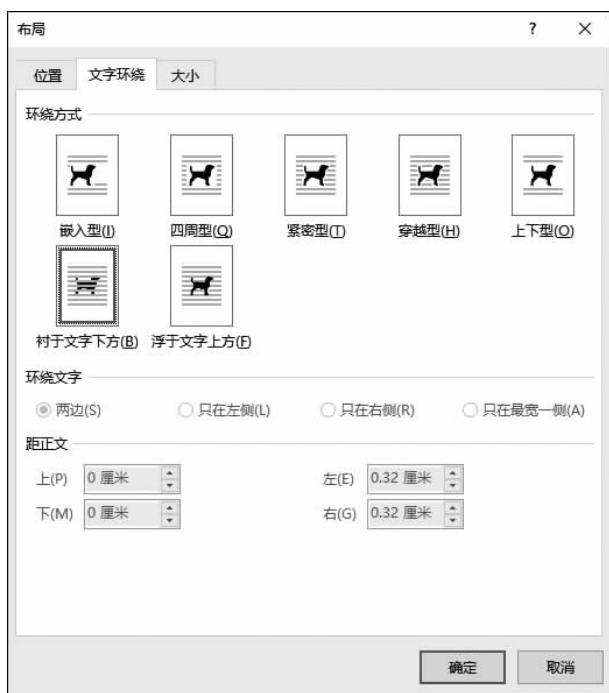 布局 ? ×
位置 文字环绕 大小
环绕方式
嵌入型(I) 四周型(Q) 紧密型(T) 穿越型(H) 上下型(O)
衬于文字下方(B) 浮于文字上方(F)
环绕文字
两边(S) 只在左侧(L) 只在右侧(R) 只在最宽一侧(A)
距正文
上(P) 0 厘米 左(E) 0.32 厘米
下(M) 0 厘米 右(G) 0.32 厘米
确定 取消